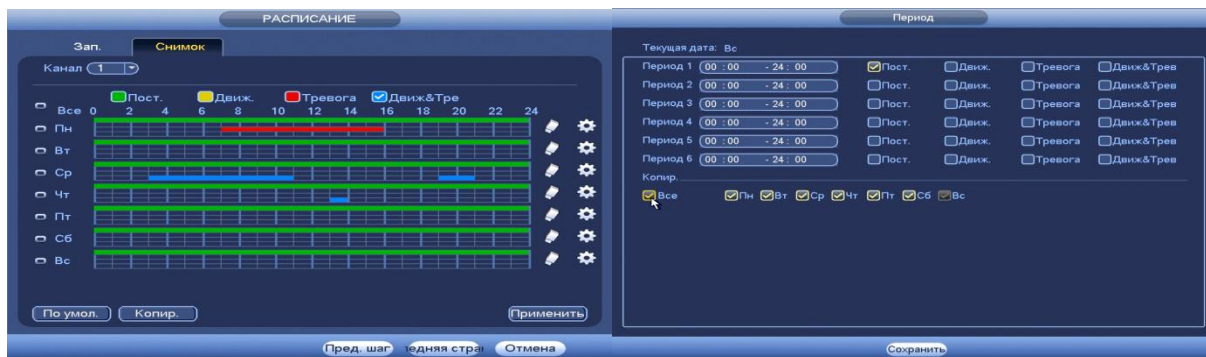 РАСПИСАНИЕ
Зап. Снимок
Канал 1
Пост. Движ. Тревога Движ&Тре
Все 0 2 4 6 8 10 12 14 16 18 20 22 24
Пн
Вт
Ср
Чт
Пт
Сб
Вс
По умол. Копир. Применить
Пред. шаг едняя стра Отмена
Период
Текущая дата: Вс
Период 1 00 :00 - 24 : 00 Пост. Движ. Тревога Движ&Трев
Период 2 00 :00 - 24 : 00 Пост. Движ. Тревога Движ&Трев
Период 3 00 :00 - 24 : 00 Пост. Движ. Тревога Движ&Трев
Период 4 00 :00 - 24 : 00 Пост. Движ. Тревога Движ&Трев
Период 5 00 :00 - 24 : 00 Пост. Движ. Тревога Движ&Трев
Период 6 00 :00 - 24 : 00 Пост. Движ. Тревога Движ&Трев
Копир.
Все Пн Вт Ср Чт Пт Сб Вс
Сохранить